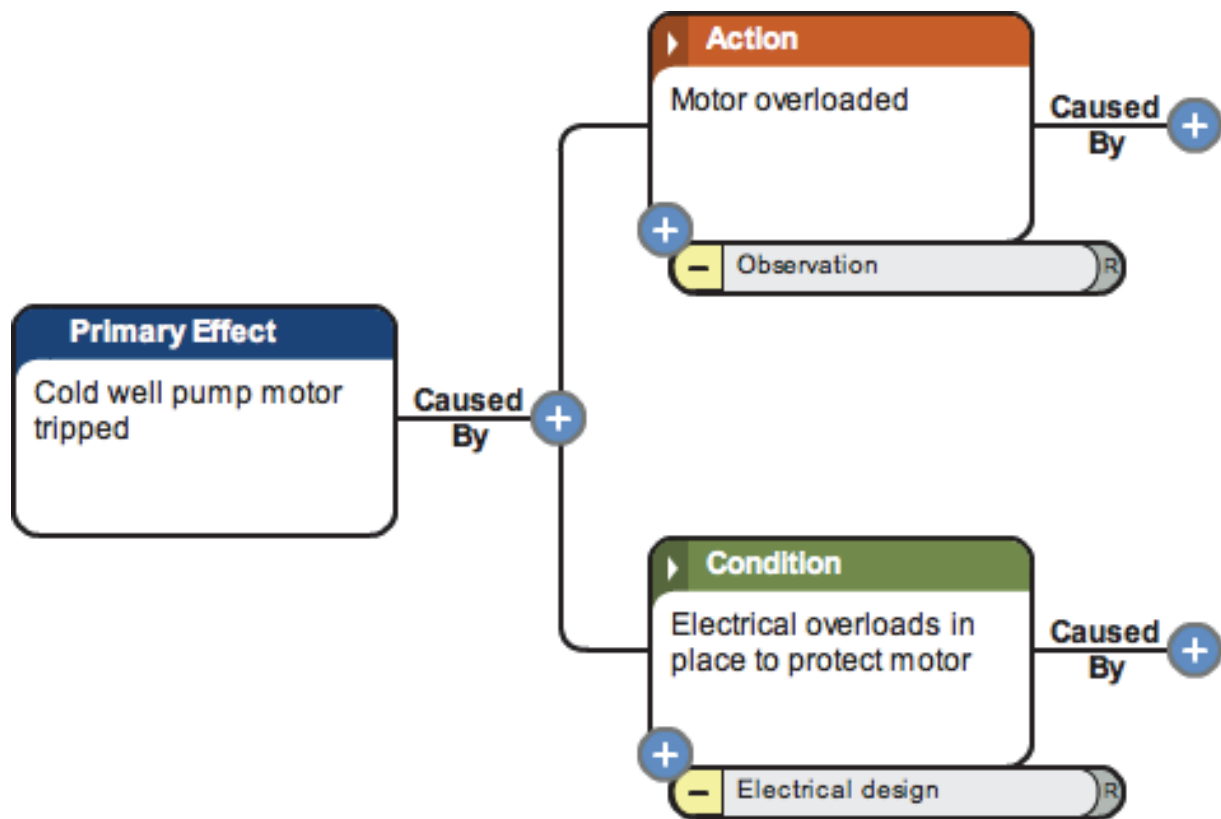 Action
Motor overloaded
Caused
By
Observation
R
Primary Effect
Cold well pump motor
tripped
Caused
By
Condition
Electrical overloads in
place to protect motor
Caused
By
Electrical design
R